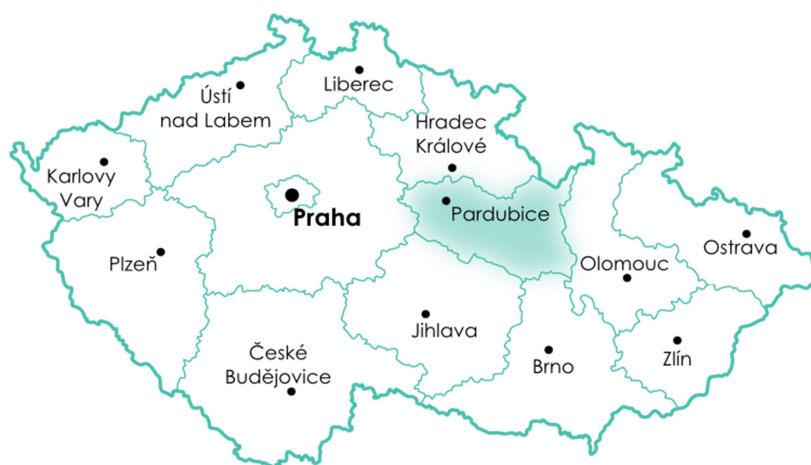 Liberec
Ústí
nad Labem
Hradec
Králové
Karlovy
Vary
Praha
Pardubice
Plzeň
Olomouc
Ostrava
Jihlava
České
Budějovice
Brno
Zlín